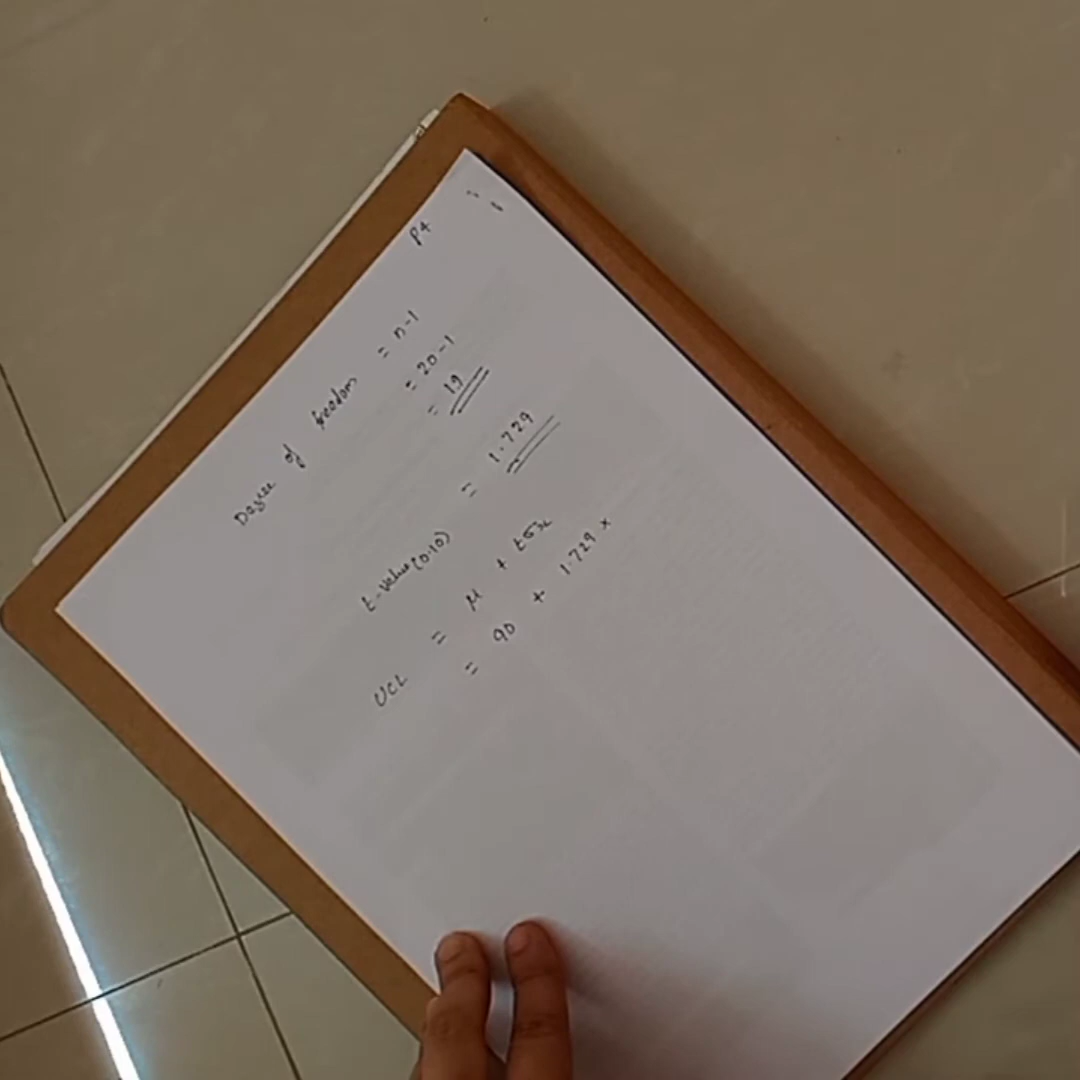 P4
Degree of freedom = n-1
= 20-1
= 19
t-value (0.10) = 1.729
UCL = μ + tσx
= 90 + 1.729 x